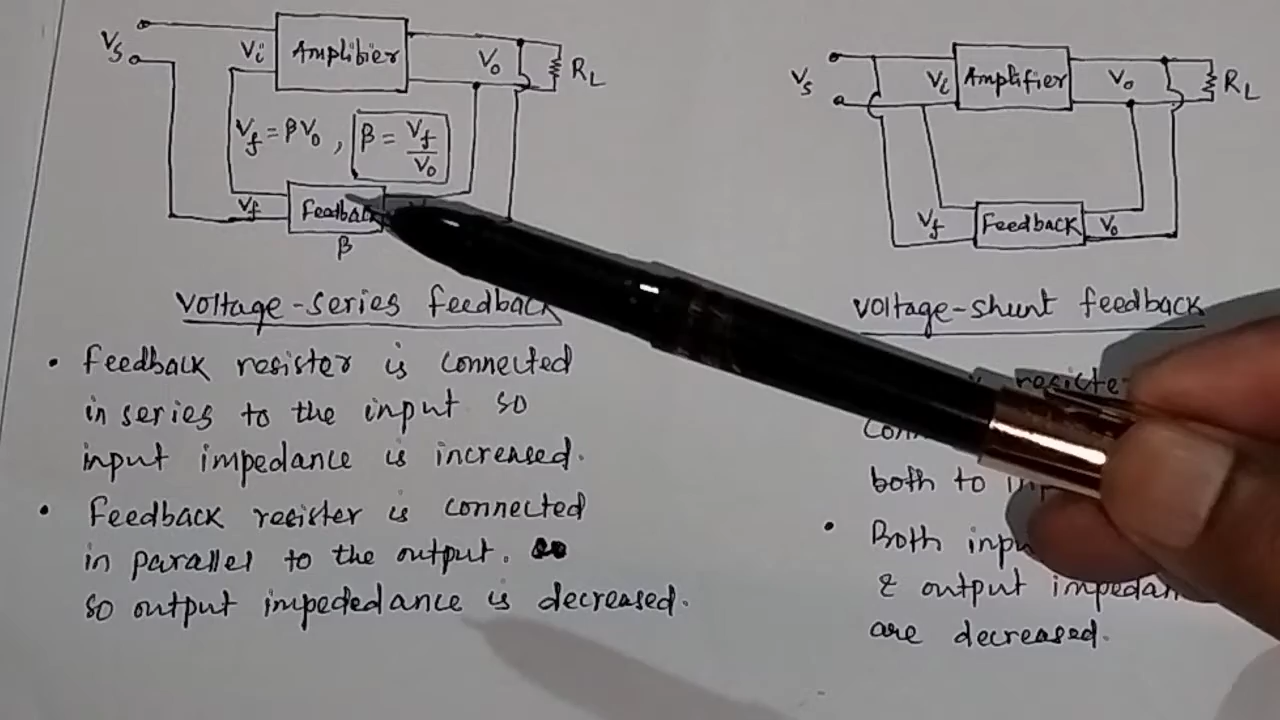 Vs
Vi
Amplifier
Vo
RL
Vf = βVo , β = Vf/Vo
Vf
Feedback
β
Voltage-series feedback
• Feedback resister is connected
in series to the input so
input impedance is increased.
• Feedback resister is connected
in parallel to the output.
so output impededance is decreased.
Vs
Vi
Amplifier
Vo
RL
Vf
Feedback
Vo
Voltage-shunt feedback
both to
• Both
& output
are decreased.